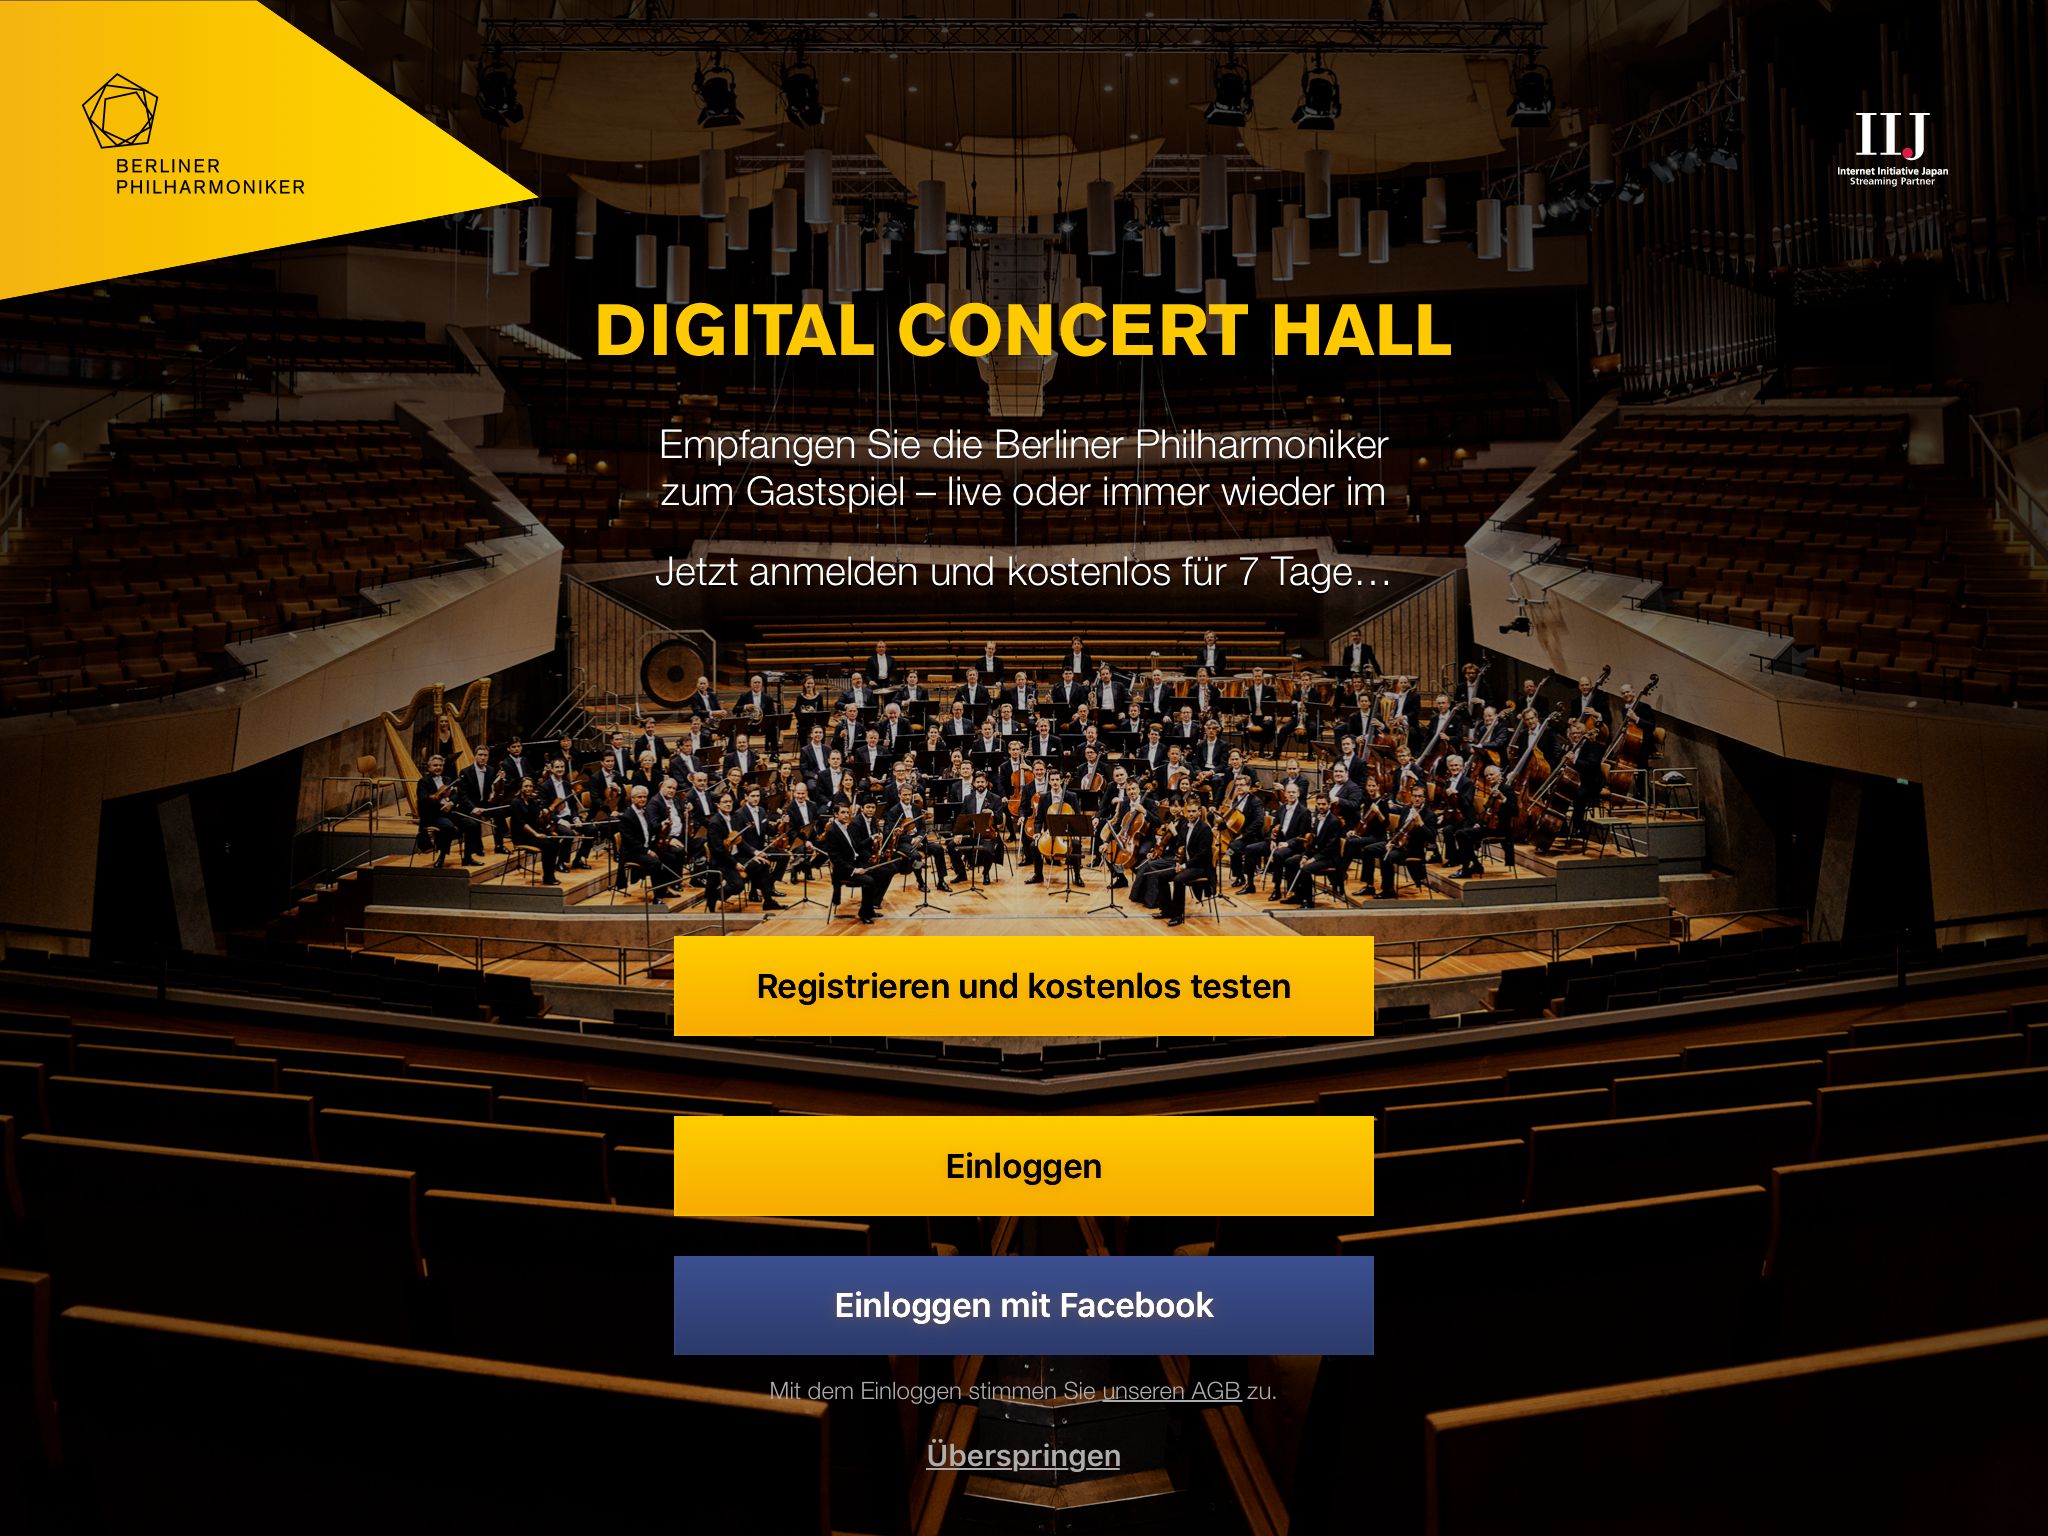 BERLINER
PHILHARMONIKER
IIJ
Internet Initiative Japan
Streaming Partner
DIGITAL CONCERT HALL
Empfangen Sie die Berliner Philharmoniker
zum Gastspiel – live oder immer wieder im
Jetzt anmelden und kostenlos für 7 Tage…
Registrieren und kostenlos testen
Einloggen
Einloggen mit Facebook
Mit dem Einloggen stimmen Sie unseren AGB zu.
Überspringen